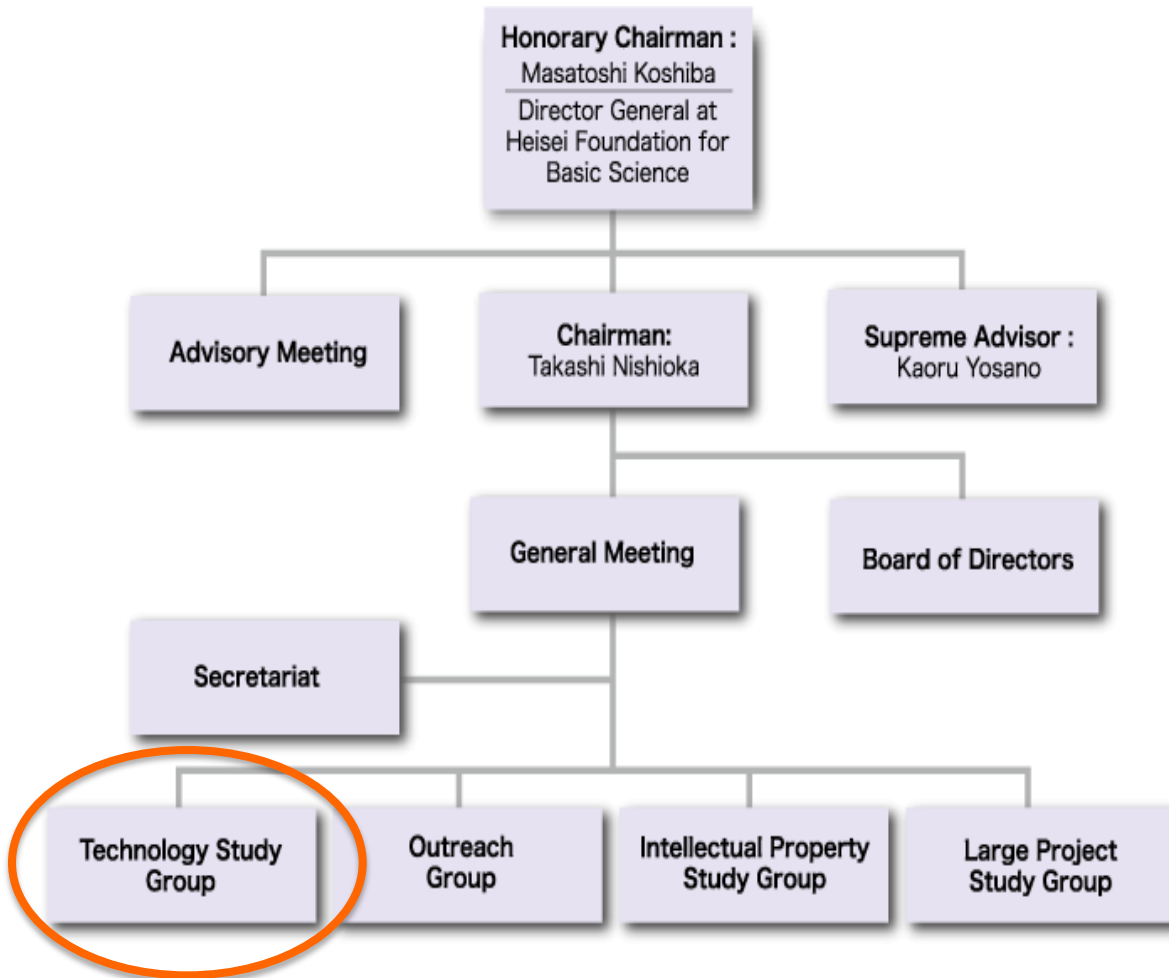 Honorary Chairman :
Masatoshi Koshiba
Director General at
Heisei Foundation for
Basic Science
Advisory Meeting
Chairman:
Takashi Nishioka
Supreme Advisor :
Kaoru Yosano
General Meeting
Board of Directors
Secretariat
Technology Study
Group
Outreach
Group
Intellectual Property
Study Group
Large Project
Study Group